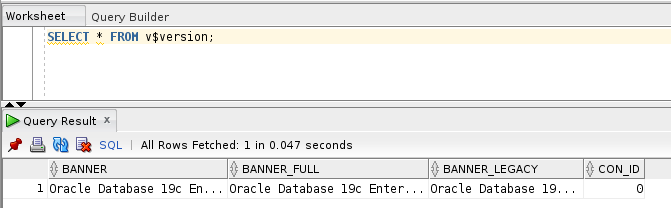 Worksheet Query Builder
SELECT * FROM v$version;
Query Result x
SQL | All Rows Fetched: 1 in 0.047 seconds
BANNER BANNER_FULL BANNER_LEGACY CON_ID
1 Oracle Database 19c En... Oracle Database 19c Enter... Oracle Database 19... 0